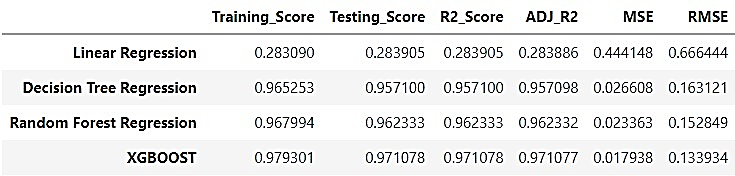 Training_Score Testing_Score R2_Score ADJ_R2 MSE RMSE
Linear Regression 0.283090 0.283905 0.283905 0.283886 0.444148 0.666444
Decision Tree Regression 0.965253 0.957100 0.957100 0.957098 0.026608 0.163121
Random Forest Regression 0.967994 0.962333 0.962333 0.962332 0.023363 0.152849
XGBOOST 0.979301 0.971078 0.971078 0.971077 0.017938 0.133934